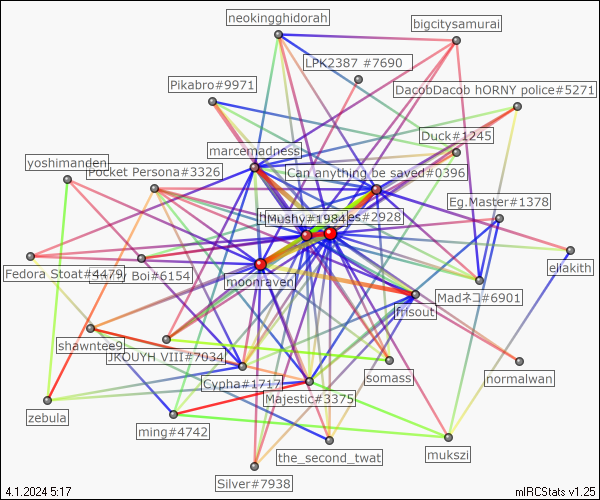 neokingghidorah
bigcitysamurai
LPK2387 #7690
Pikabro#9971
DacobDacob hORNY police#5271
Duck#1245
marcemadness
yoshimanden
Pocket Persona#3326
Can anything be saved#0396
Eg.Master#1378
Mushy#1984
es#2928
eliakith
Fedora Stoat#4479
Boi#6154
moonraven
Madネコ#6901
frisout
shawntee9
JKOUYH VIII#7034
Cypha#1717
somass
normalwan
Majestic#3375
zebula
ming#4742
the_second_twat
mukszi
Silver#7938
4.1.2024 5:17
mIRCStats v1.25